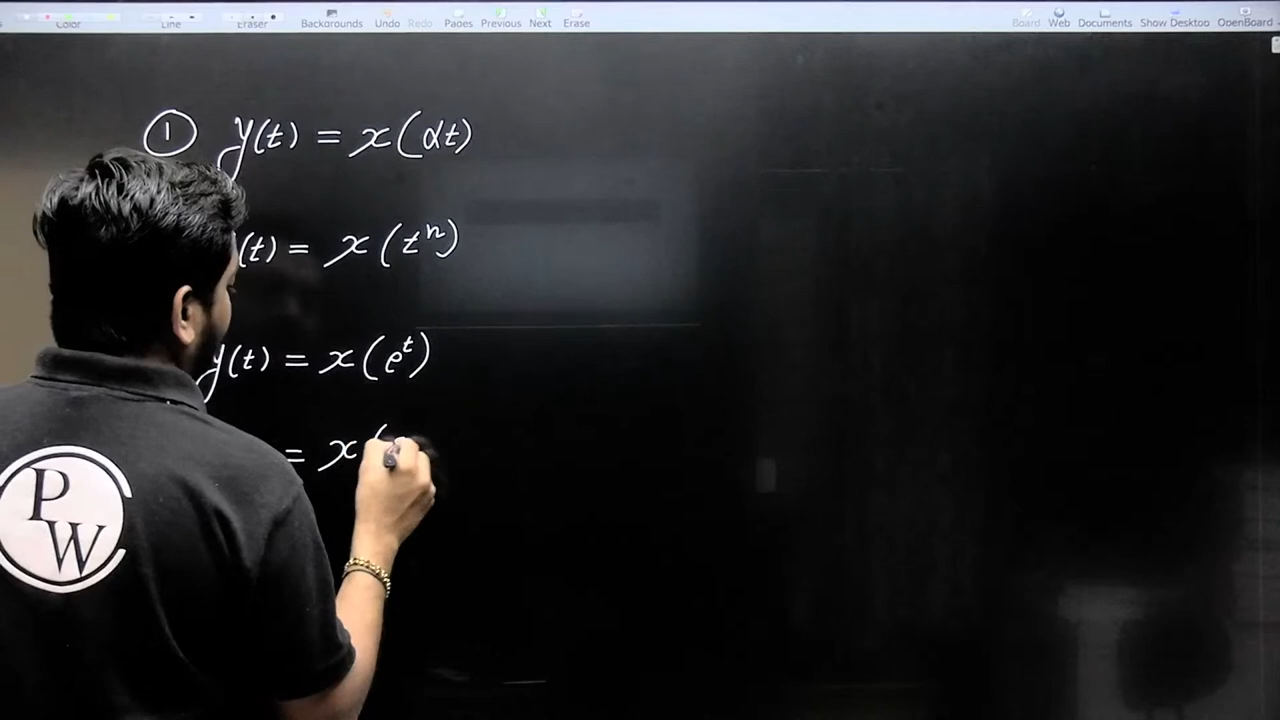 Color Line Eraser Backgrounds Undo Redo Pages Previous Next Erase Board Web Documents Show Desktop OpenBoard
① y(t) = x(αt)
(t) = x(tⁿ)
y(t) = x(eᵗ)
= x(
PW